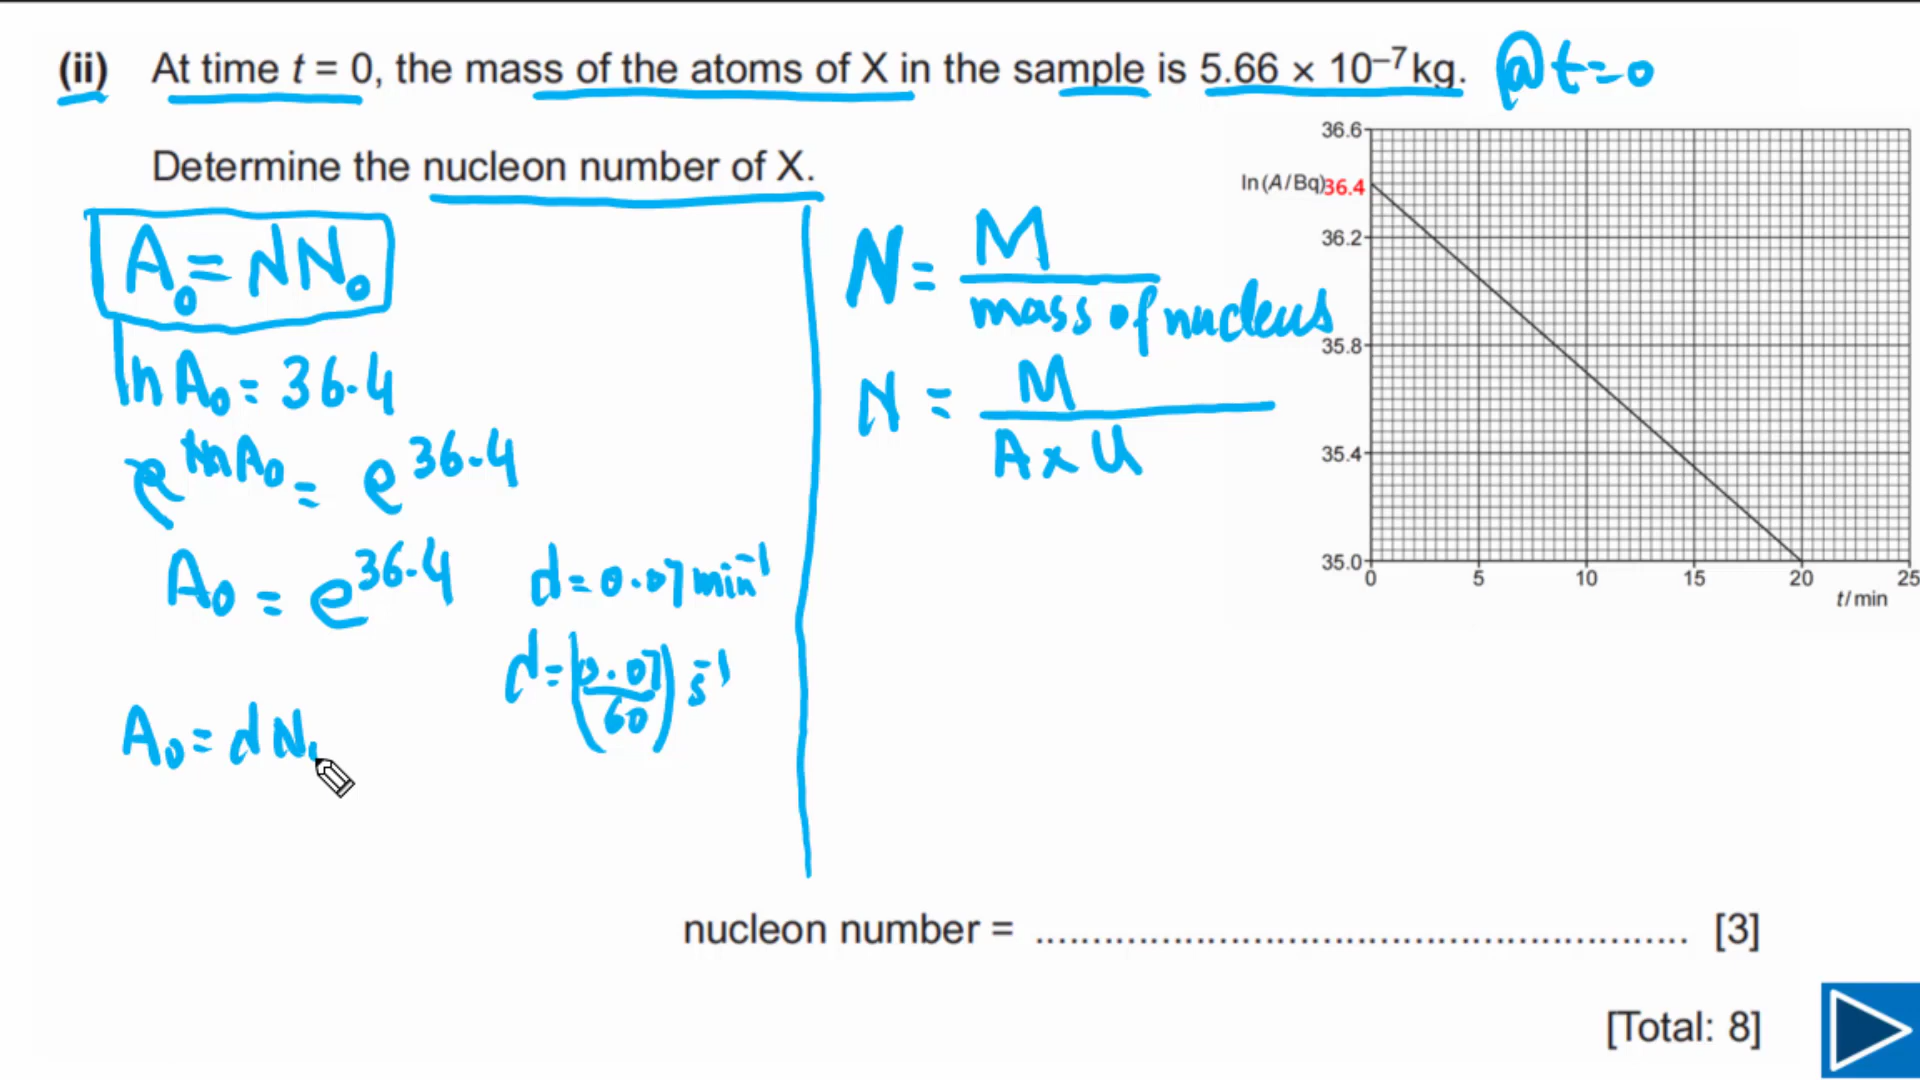 (ii) At time t = 0, the mass of the atoms of X in the sample is 5.66 × 10⁻⁷ kg. @t=0
Determine the nucleon number of X.
A₀ = dN₀
ln A₀ = 36.4
e^ln A₀ = e^36.4
A₀ = e^36.4
d = 0.07 min⁻¹
d = (0.07/60) s⁻¹
A₀ = dN₀
N = M / mass of nucleus
N = M / A × U
ln (A / Bq)
36.6
36.4
36.2
35.8
35.4
35.0
0 5 10 15 20 25
t / min
nucleon number = ........................................................ [3]
[Total: 8]